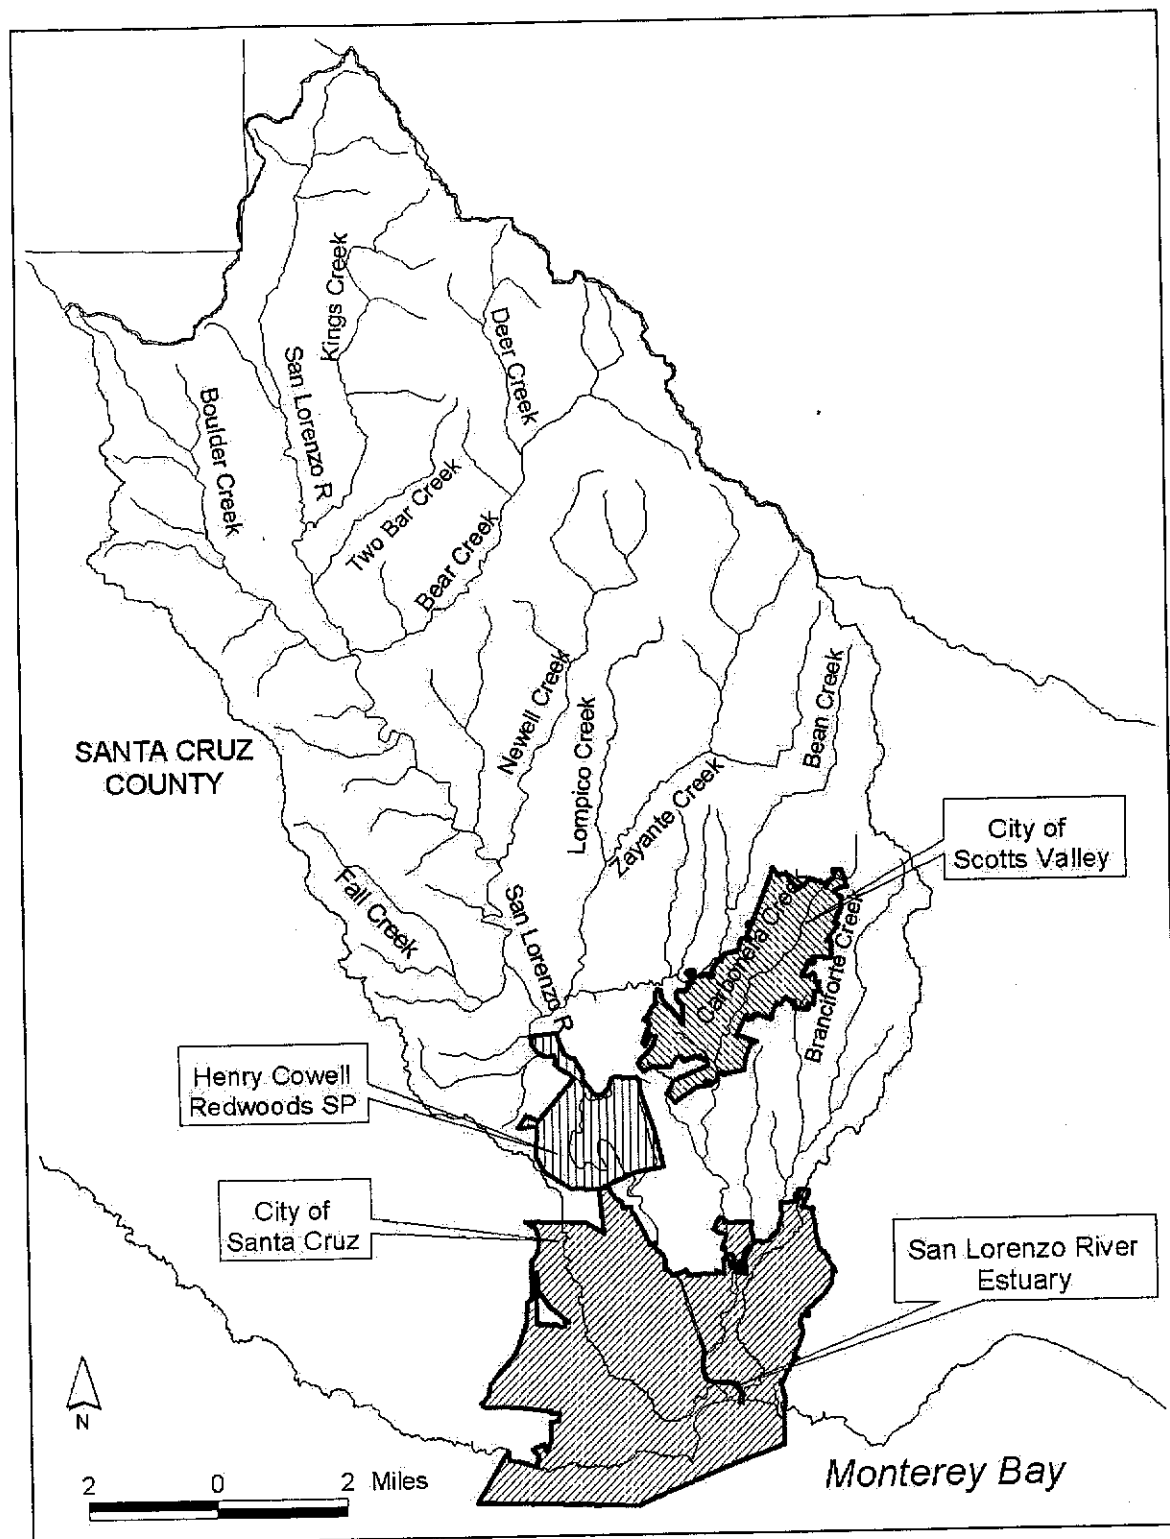 Kings Creek
Deer Creek
San Lorenzo R
Boulder Creek
Two Bar Creek
Bear Creek
Newell Creek
Bean Creek
Lompico Creek
SANTA CRUZ
COUNTY
Zayante Creek
City of
Scotts Valley
Fall Creek
San Lorenzo R
Carbonera Creek
Branciforte Creek
Henry Cowell
Redwoods SP
City of
Santa Cruz
San Lorenzo River
Estuary
N
2 0 2 Miles
Monterey Bay